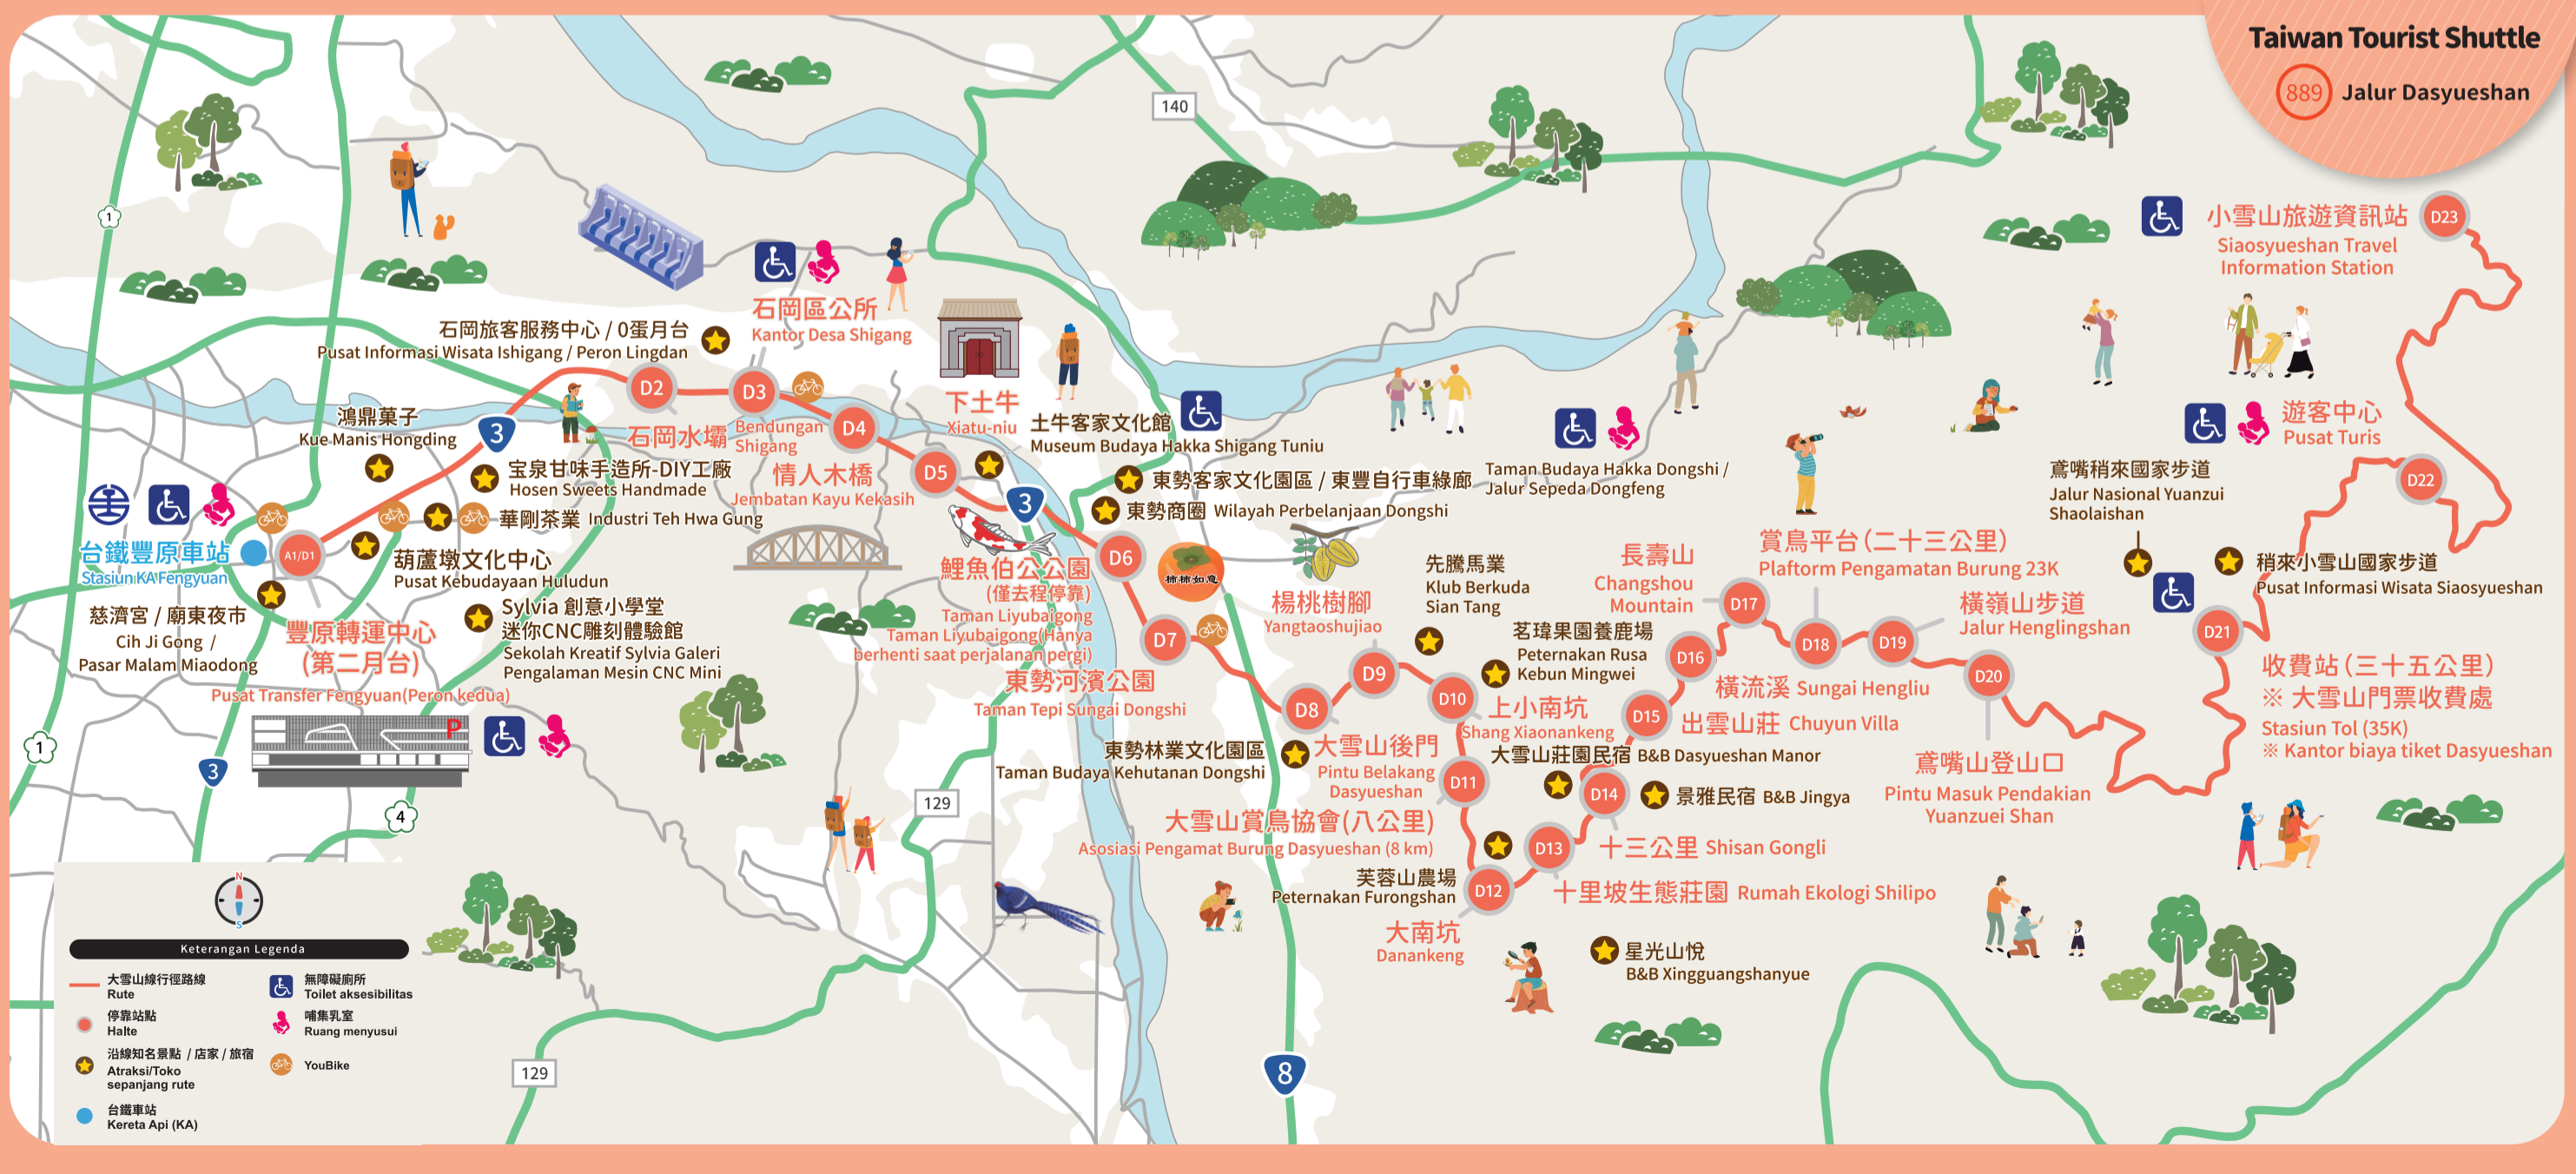 Taiwan Tourist Shuttle
889 Jalur Dasyueshan
140
1
D23
小雪山旅遊資訊站
Siaosyueshan Travel
Information Station
石岡區公所
Kantor Desa Shigang
石岡旅客服務中心 / 0蛋月台
Pusat Informasi Wisata Ishigang / Peron Lingdan
D2
D3
D4
D5
石岡水壩
Bendungan
Shigang
下土牛
Xiatu-niu
土牛客家文化館
Museum Budaya Hakka Shigang Tuniu
鴻鼎菓子
Kue Manis Hongding
3
宝泉甘味手造所-DIY工廠
Hosen Sweets Handmade
情人木橋
Jembatan Kayu Kekasih
3
東勢客家文化園區 / 東豐自行車綠廊
Taman Budaya Hakka Dongshi /
Jalur Sepeda Dongfeng
東勢商圈 Wilayah Perbelanjaan Dongshi
華剛茶業 Industri Teh Hwa Gung
遊客中心
Pusat Turis
D22
鳶嘴稍來國家步道
Jalur Nasional Yuanzui
Shaolaishan
台鐵豐原車站
Stasiun KA Fengyuan
A1/D1
葫蘆墩文化中心
Pusat Kebudayaan Huludun
慈濟宮 / 廟東夜市
Cih Ji Gong /
Pasar Malam Miaodong
豐原轉運中心
(第二月台)
Pusat Transfer Fengyuan(Peron kedua)
P
Sylvia 創意小學堂
迷你CNC雕刻體驗館
Sekolah Kreatif Sylvia Galeri
Pengalaman Mesin CNC Mini
鯉魚伯公公園
(僅去程停靠)
Taman Liyubaigong
Taman Liyubaigong(Hanya
berhenti saat perjalanan pergi)
D6
柿柿如意
D7
東勢河濱公園
Taman Tepi Sungai Dongshi
楊桃樹腳
Yangtaoshujiao
D8
D9
D10
先騰馬業
Klub Berkuda
Sian Tang
茗瑋果園養鹿場
Peternakan Rusa
Kebun Mingwei
長壽山
Changshou
Mountain
D17
賞鳥平台(二十三公里)
Plaftorm Pengamatan Burung 23K
D16
D18
D19
橫嶺山步道
Jalur Henglingshan
D20
D21
稍來小雪山國家步道
Pusat Informasi Wisata Siaosyueshan
收費站(三十五公里)
※ 大雪山門票收費處
Stasiun Tol (35K)
※ Kantor biaya tiket Dasyueshan
橫流溪 Sungai Hengliu
D15
出雲山莊 Chuyun Villa
上小南坑
Shang Xiaonankeng
東勢林業文化園區
Taman Budaya Kehutanan Dongshi
大雪山後門
Pintu Belakang
Dasyueshan
大雪山莊園民宿 B&B Dasyueshan Manor
D11
D14
景雅民宿 B&B Jingya
鳶嘴山登山口
Pintu Masuk Pendakian
Yuanzuei Shan
1
3
4
129
大雪山賞鳥協會(八公里)
Asosiasi Pengamat Burung Dasyueshan (8 km)
D13
十三公里 Shisan Gongli
芙蓉山農場
Peternakan Furongshan
D12
十里坡生態莊園 Rumah Ekologi Shilipo
大南坑
Danankeng
星光山悅
B&B Xingguangshanyue
129
8
N
S
Keterangan Legenda
大雪山線行徑路線
Rute
停靠站點
Halte
沿線知名景點 / 店家 / 旅宿
Atraksi/Toko
sepanjang rute
台鐵車站
Kereta Api (KA)
無障礙廁所
Toilet aksesibilitas
哺集乳室
Ruang menyusui
YouBike